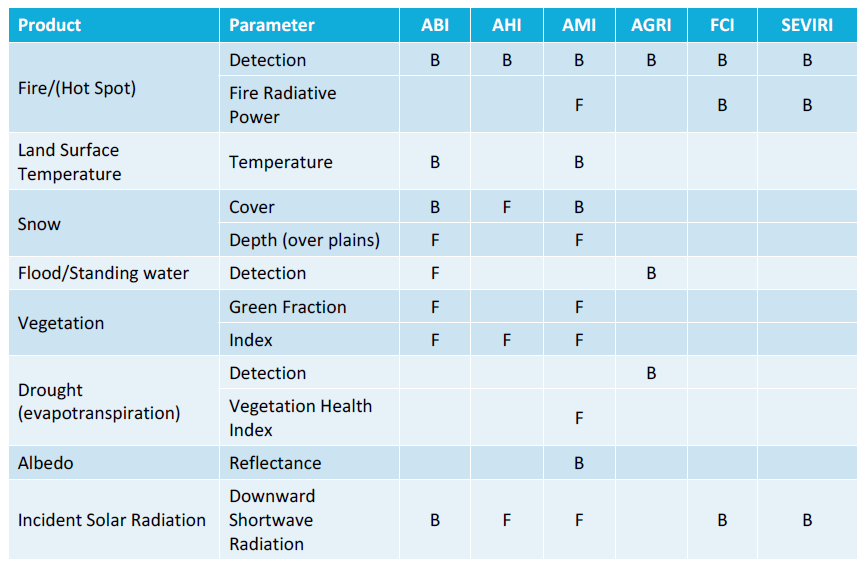 Product Parameter ABI AHI AMI AGRI FCI SEVIRI
Fire/(Hot Spot) Detection B B B B B B
Fire Radiative
Power F B B
Land Surface
Temperature Temperature B B
Snow Cover B F B
Depth (over plains) F F
Flood/Standing water Detection F B
Vegetation Green Fraction F F
Index F F F
Drought
(evapotranspiration) Detection B
Vegetation Health
Index F
Albedo Reflectance B
Incident Solar Radiation Downward
Shortwave
Radiation B F F B B